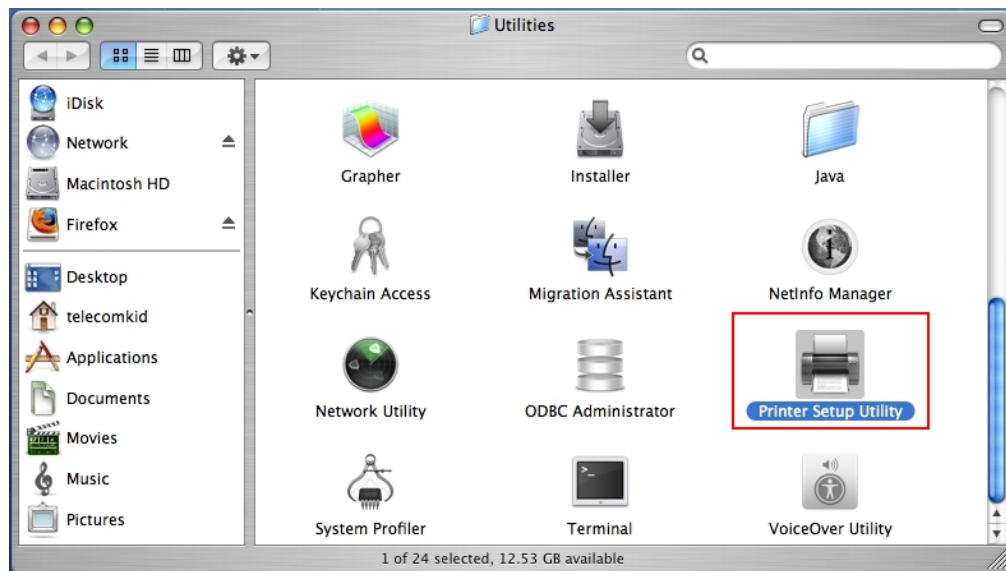 Utilities
iDisk
Network
Macintosh HD
Firefox
Desktop
telecomkid
Applications
Documents
Movies
Music
Pictures
Grapher
Installer
Java
Keychain Access
Migration Assistant
NetInfo Manager
Network Utility
ODBC Administrator
Printer Setup Utility
System Profiler
Terminal
VoiceOver Utility
1 of 24 selected, 12.53 GB available